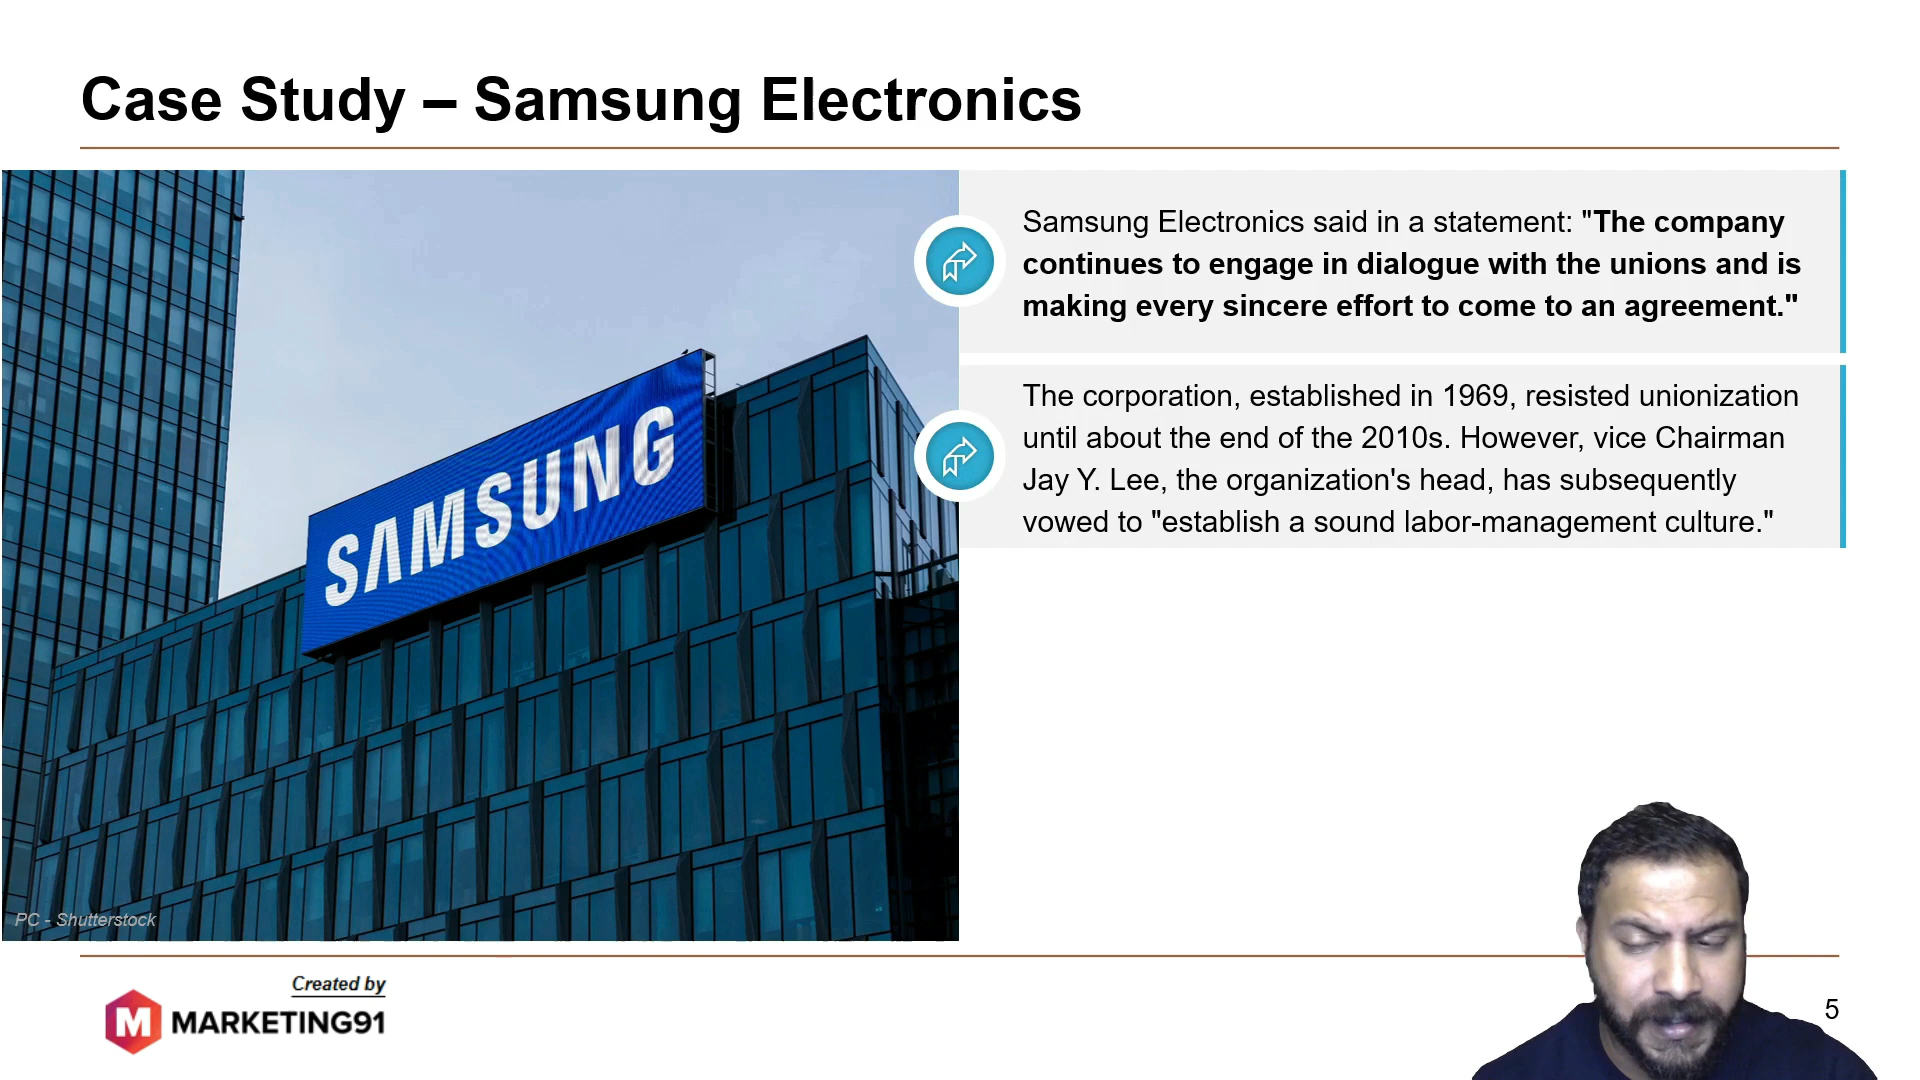 Case Study – Samsung Electronics
Samsung Electronics said in a statement: "The company
continues to engage in dialogue with the unions and is
making every sincere effort to come to an agreement."
The corporation, established in 1969, resisted unionization
until about the end of the 2010s. However, vice Chairman
Jay Y. Lee, the organization's head, has subsequently
vowed to "establish a sound labor-management culture."
SAMSUNG
PC - Shutterstock
Created by
M MARKETING91
5